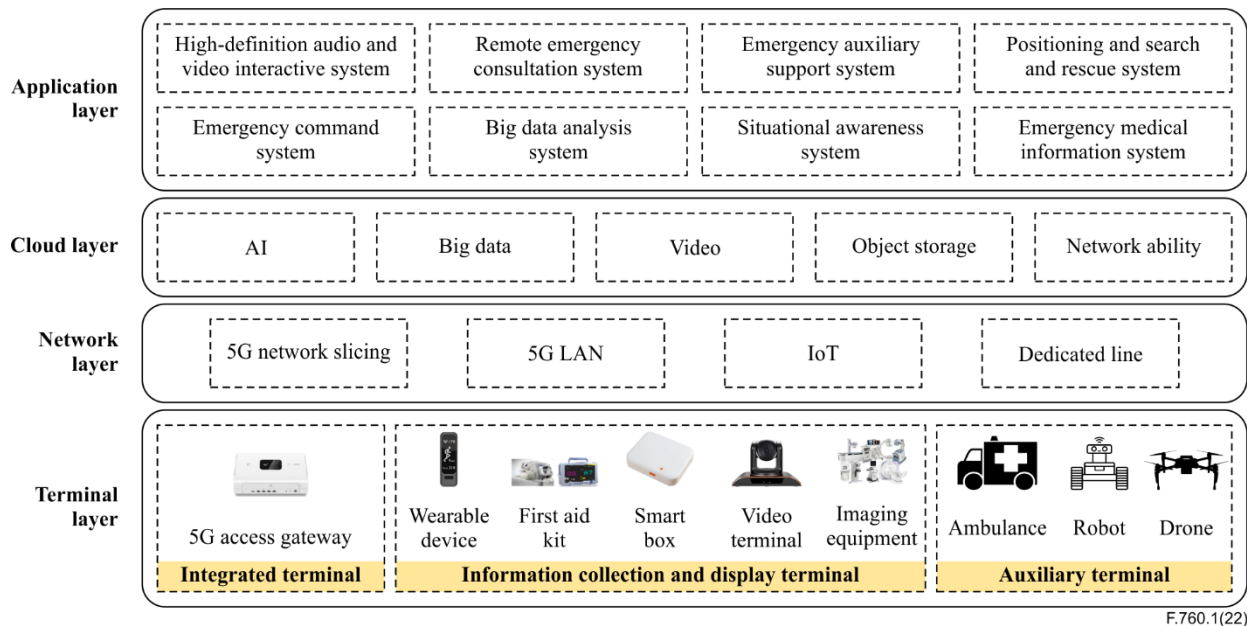 Application
layer
High-definition audio and
video interactive system
Remote emergency
consultation system
Emergency auxiliary
support system
Positioning and search
and rescue system
Emergency command
system
Big data analysis
system
Situational awareness
system
Emergency medical
information system
Cloud layer
AI
Big data
Video
Object storage
Network ability
Network
layer
5G network slicing
5G LAN
IoT
Dedicated line
Terminal
layer
5G access gateway
Integrated terminal
Wearable
device
First aid
kit
Smart
box
Video
terminal
Imaging
equipment
Information collection and display terminal
Ambulance
Robot
Drone
Auxiliary terminal
F.760.1(22)